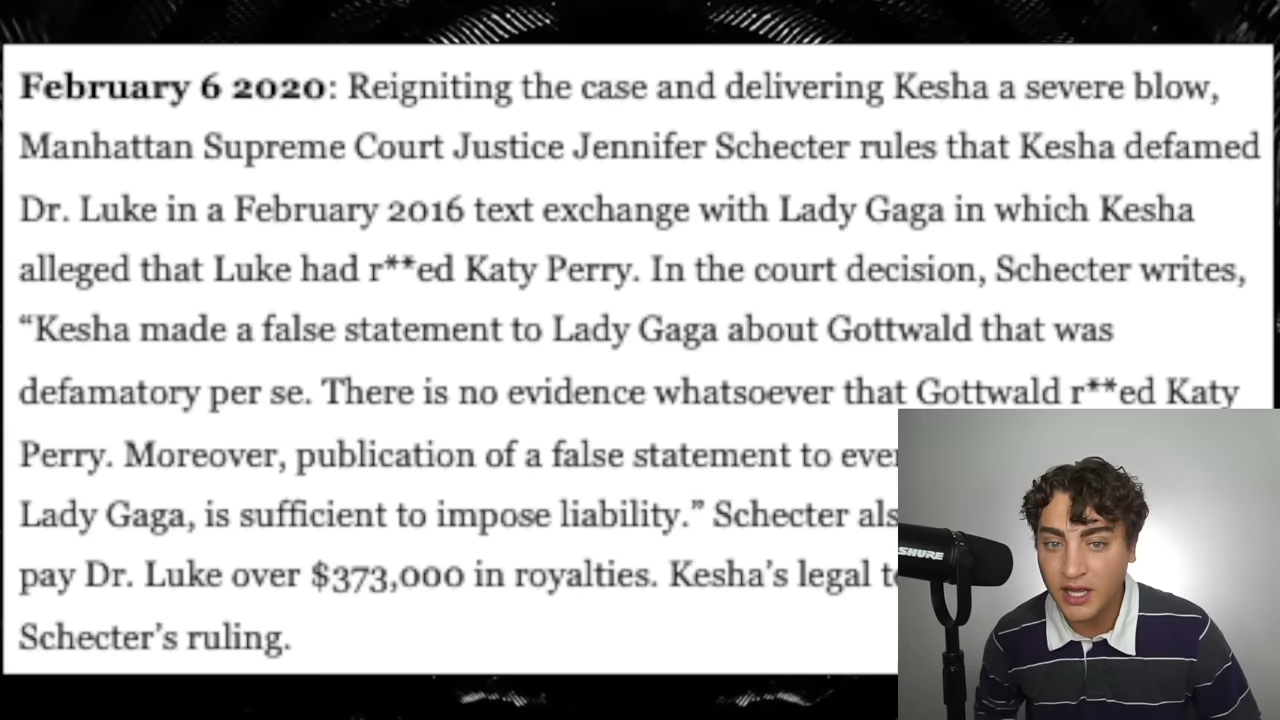 February 6 2020: Reigniting the case and delivering Kesha a severe blow,
Manhattan Supreme Court Justice Jennifer Schecter rules that Kesha defamed
Dr. Luke in a February 2016 text exchange with Lady Gaga in which Kesha
alleged that Luke had r**ed Katy Perry. In the court decision, Schecter writes,
“Kesha made a false statement to Lady Gaga about Gottwald that was
defamatory per se. There is no evidence whatsoever that Gottwald r**ed Katy
Perry. Moreover, publication of a false statement to
Lady Gaga, is sufficient to impose liability.” Schecter
pay Dr. Luke over $373,000 in royalties. Kesha’s legal
Schecter’s ruling.
SHURE